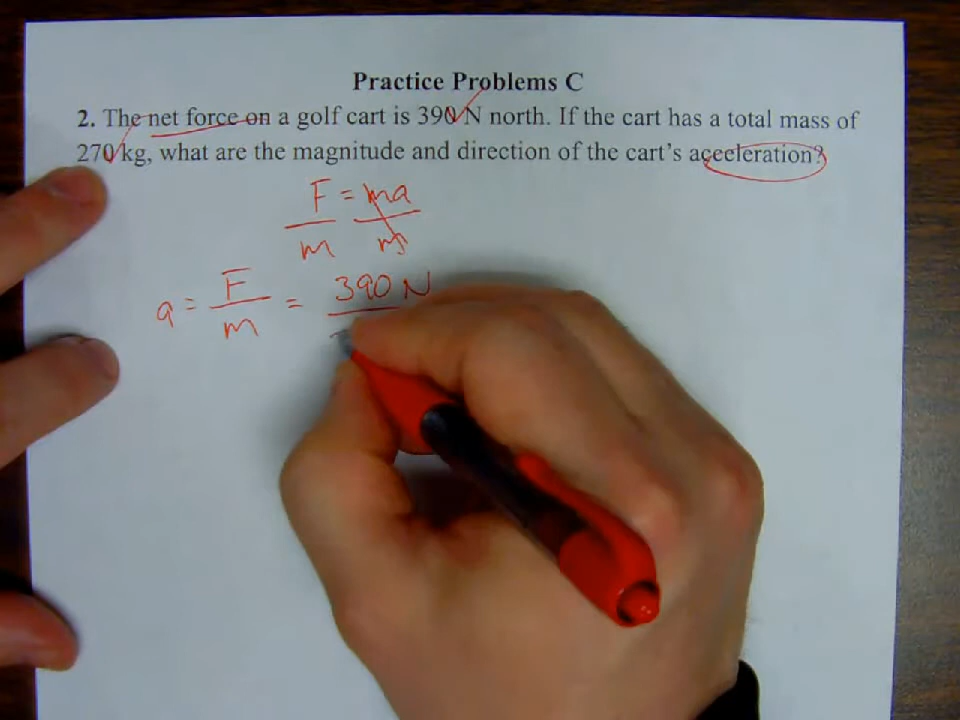 Practice Problems C
2. The net force on a golf cart is 390 N north. If the cart has a total mass of
270 kg, what are the magnitude and direction of the cart's acceleration?
F = ma
m m
a = F = 390 N
m